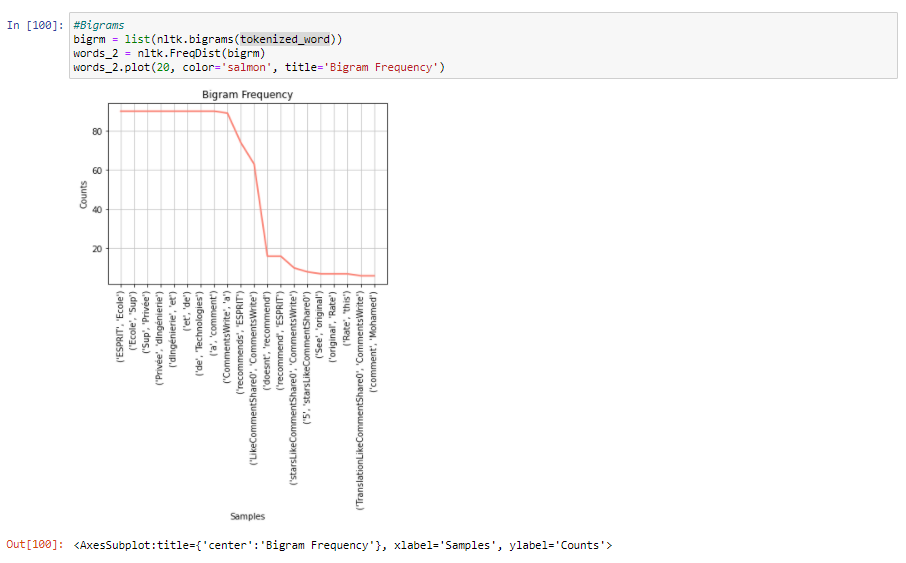 In [100]: #Bigrams
bigrm = list(nltk.bigrams(tokenized_word))
words_2 = nltk.FreqDist(bigrm)
words_2.plot(20, color='salmon', title='Bigram Frequency')
Bigram Frequency
80
60
40
20
Counts
('ESPRIT', 'Ecole')
('Ecole', 'Sup')
('Sup', 'Privée')
('Privée', 'dIngénierie')
('dIngénierie', 'et')
('et', 'de')
('de', 'Technologies')
('a', 'comment')
('CommentsWrite', 'a')
('recommends', 'ESPRIT')
('LikeCommentShare0', 'CommentsWrite')
('doesnt', 'recommend')
('recommend', 'ESPRIT')
('starsLikeCommentShare0', 'CommentsWrite')
('5', 'starsLikeCommentShare0')
('See', 'original')
('original', 'Rate')
('Rate', 'this')
('TranslationLikeCommentShare0', 'CommentsWrite')
('comment', 'Mohamed')
Samples
Out[100]: <AxesSubplot:title={'center':'Bigram Frequency'}, xlabel='Samples', ylabel='Counts'>